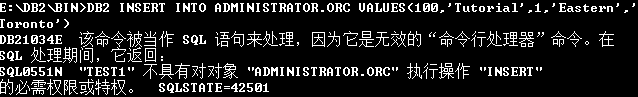 E:\DB2\BIN>DB2 INSERT INTO ADMINISTRATOR.ORC VALUES(100,'Tutorial',1,'Eastern','
Toronto')
DB21034E  该命令被当作 SQL 语句来处理，因为它是无效的“命令行处理器”命令。在
SQL 处理期间，它返回：
SQL0551N  "TEST1" 不具有对对象 "ADMINISTRATOR.ORC" 执行操作 "INSERT"
的必需权限或特权。  SQLSTATE=42501